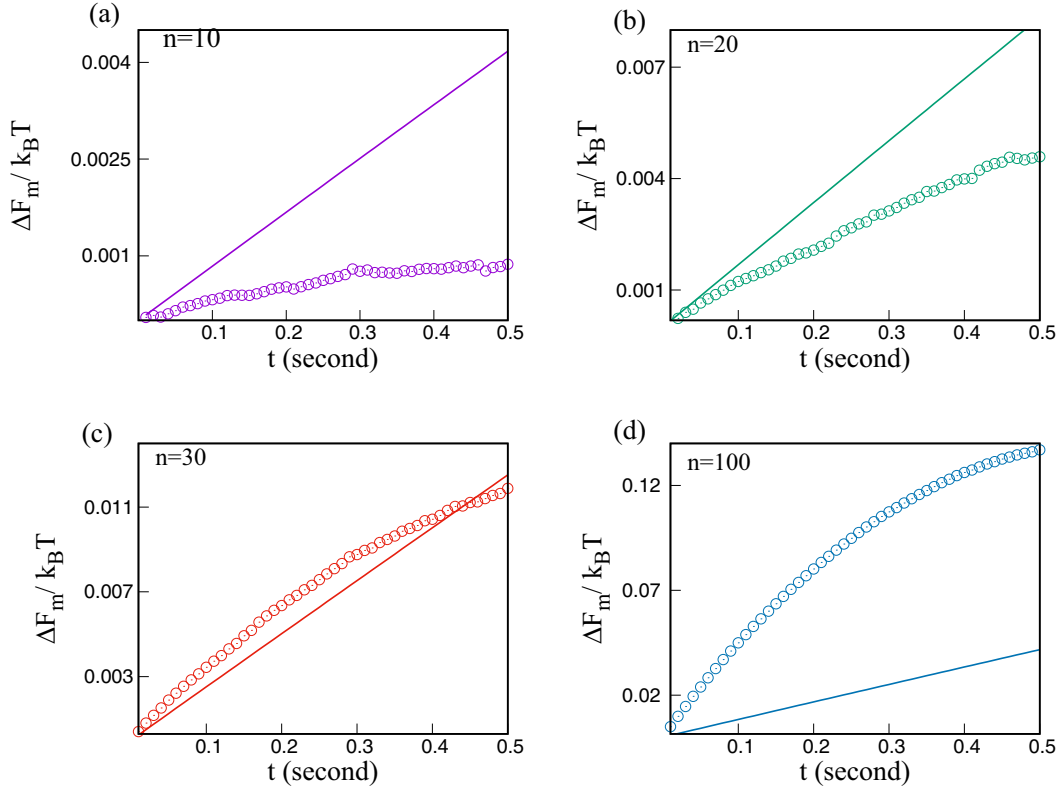 (a)
n=10
0.004
0.0025
0.001
ΔF_m/ k_BT
0.1 0.2 0.3 0.4 0.5
t (second)
(b)
n=20
0.007
0.004
0.001
ΔF_m/ k_BT
0.1 0.2 0.3 0.4 0.5
t (second)
(c)
n=30
0.011
0.007
0.003
ΔF_m/ k_BT
0.1 0.2 0.3 0.4 0.5
t (second)
(d)
n=100
0.12
0.07
0.02
ΔF_m/ k_BT
0.1 0.2 0.3 0.4 0.5
t (second)